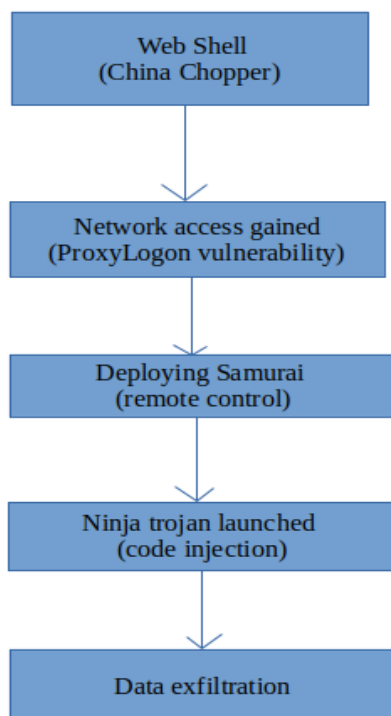 Web Shell
(China Chopper)
Network access gained
(ProxyLogon vulnerability)
Deploying Samurai
(remote control)
Ninja trojan launched
(code injection)
Data exfiltration